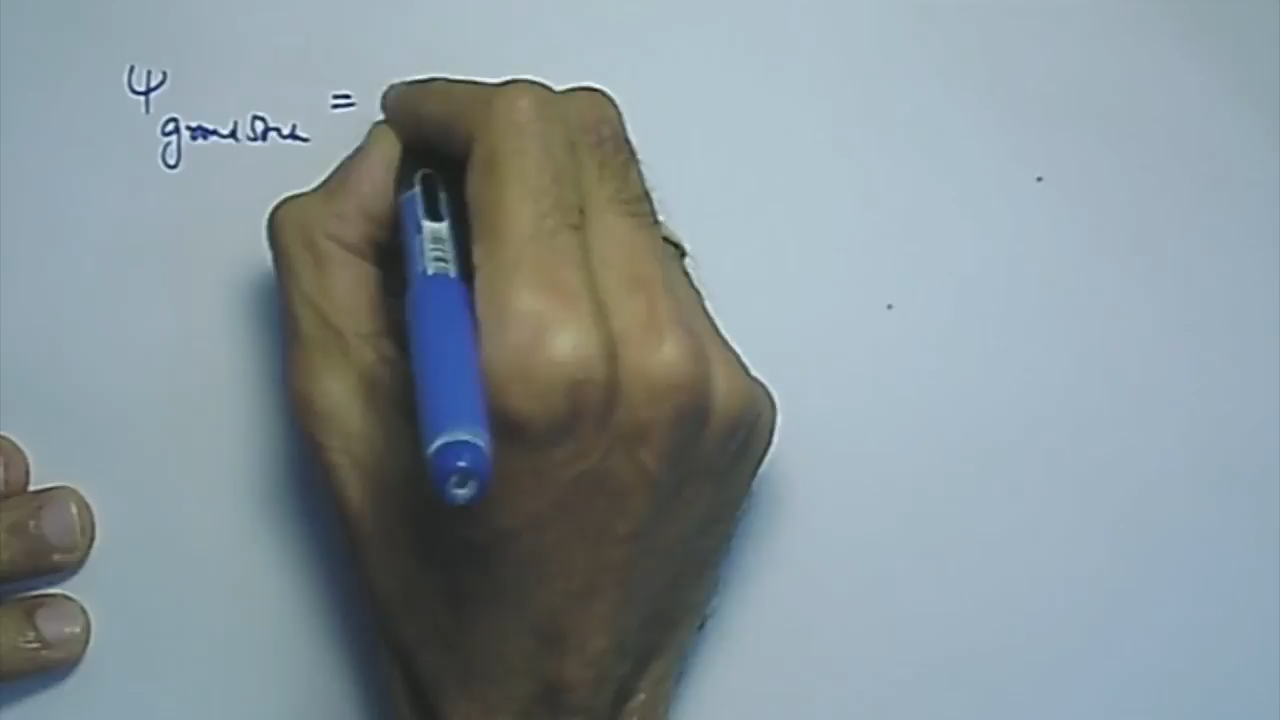 ψ ground state =